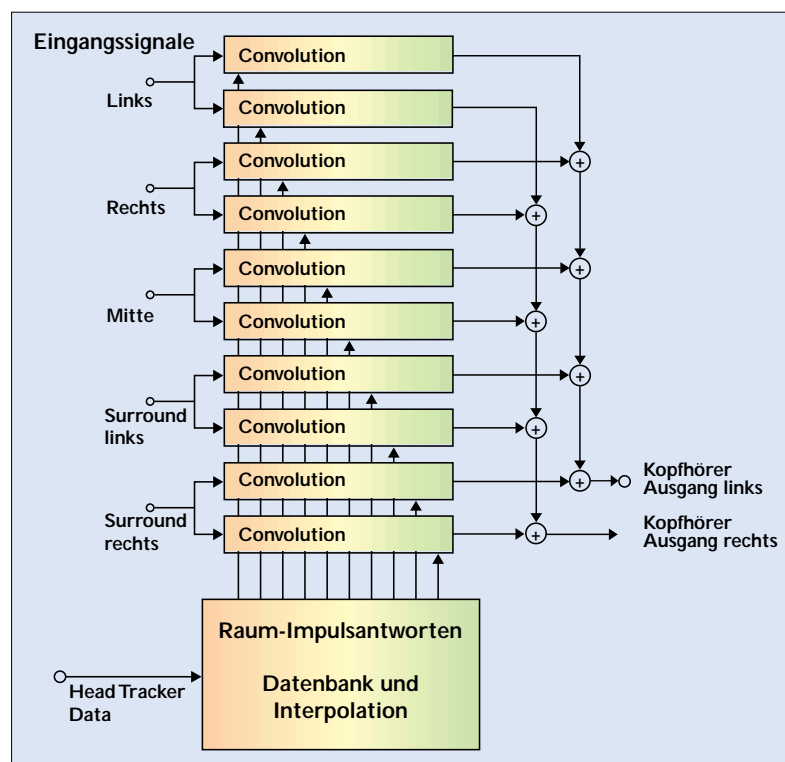 Eingangssignale
Convolution
Links
Convolution
Convolution
Rechts
Convolution
Convolution
Mitte
Convolution
Convolution
Surround
links
Convolution
Convolution
Surround
rechts
Convolution
Kopfhörer
Ausgang links
Kopfhörer
Ausgang rechts
Raum-Impulsantworten
Datenbank und
Interpolation
Head Tracker
Data
+
+
+
+
+
+
+
+